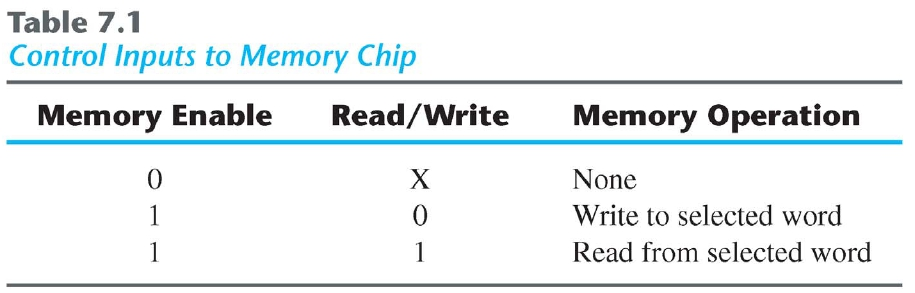 Table 7.1
Control Inputs to Memory Chip
Memory Enable Read/Write Memory Operation
0 X None
1 0 Write to selected word
1 1 Read from selected word